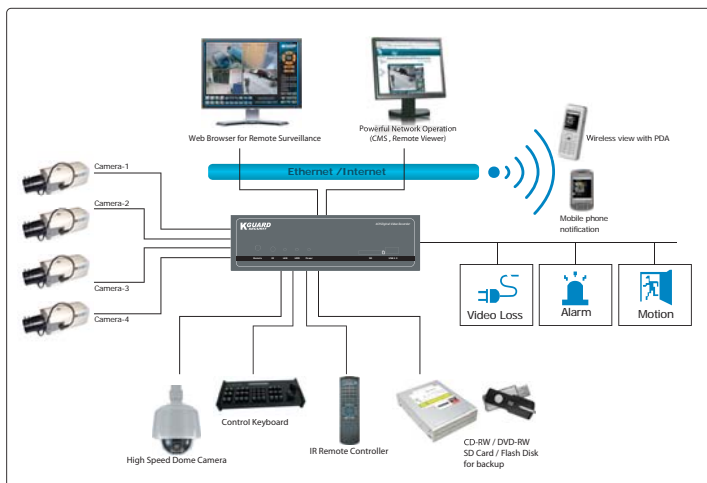 KGUARD
Web Browser for Remote Surveillance
Powerful Network Operation
(CMS , Remote Viewer)
Wireless view with PDA
Camera-1
Ethernet /Internet
Mobile phone
notification
Camera-2
KGUARD
SECURITY
Camera-3
Camera-4
Video Loss
Alarm
Motion
Control Keyboard
High Speed Dome Camera
IR Remote Controller
CD-RW / DVD-RW
SD Card / Flash Disk
for backup